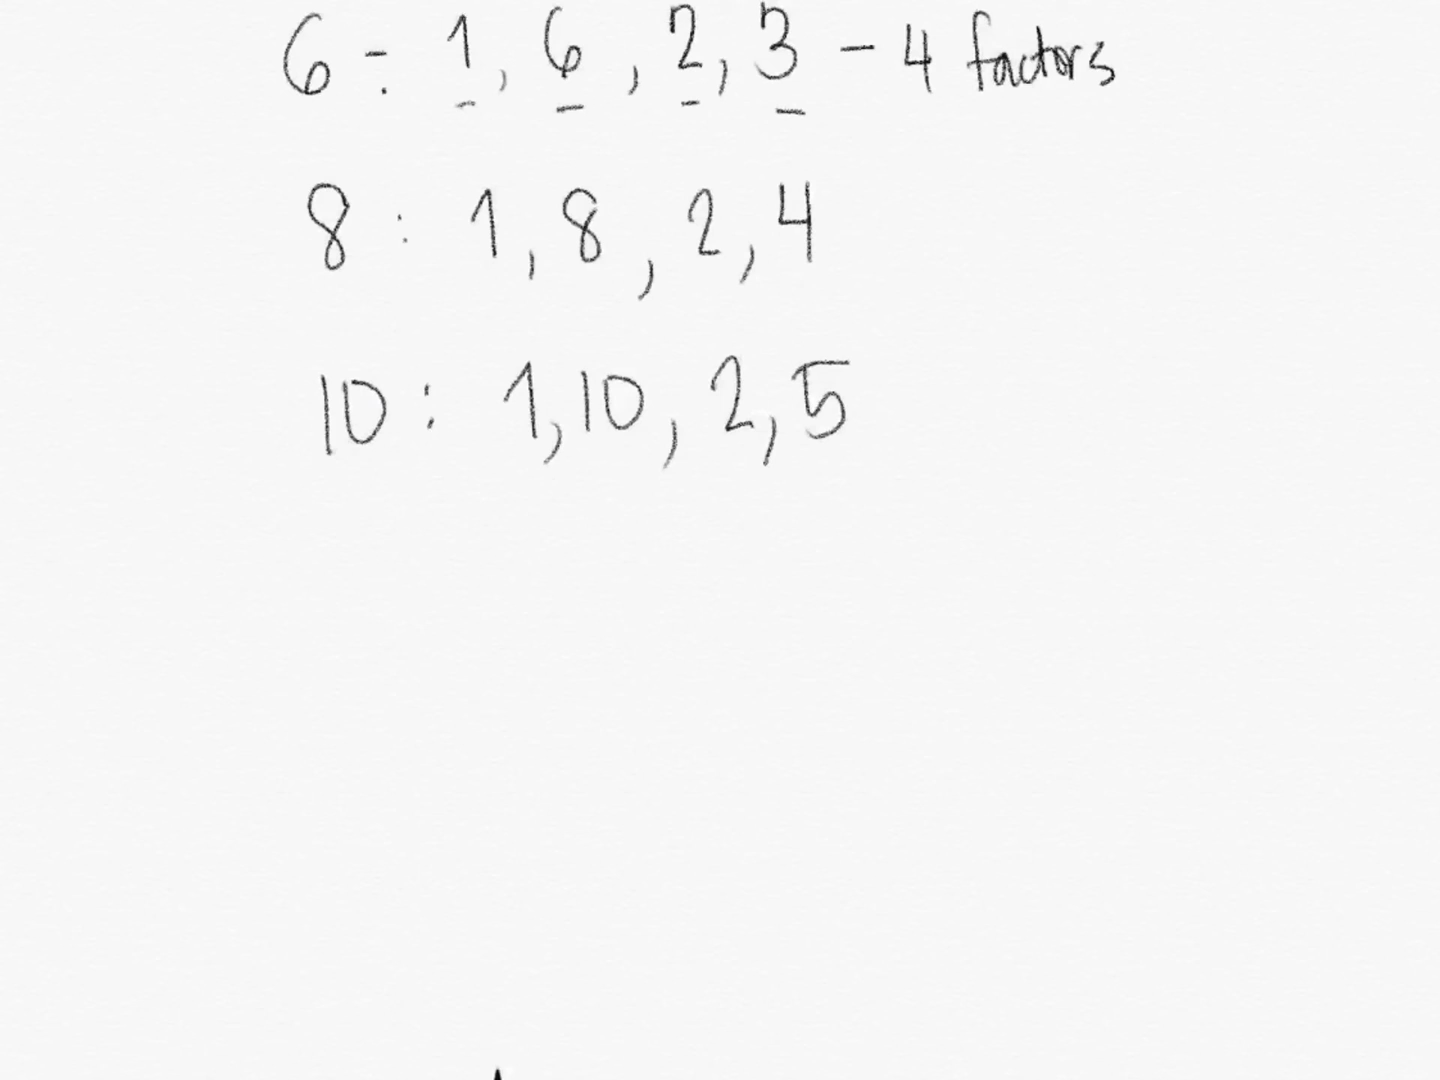 6 : 1, 6, 2, 3 - 4 factors
8 : 1, 8, 2, 4
10 : 1, 10, 2, 5